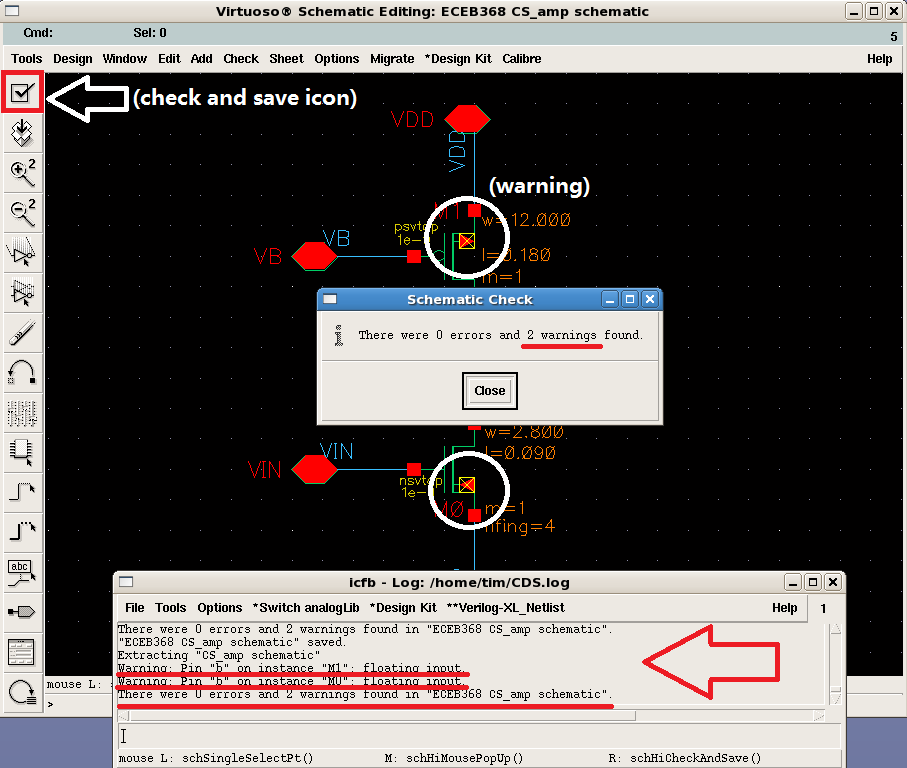 Virtuoso® Schematic Editing: ECEB368 CS_amp schematic
Cmd: Sel: 0
5
Tools Design Window Edit Add Check Sheet Options Migrate *Design Kit Calibre Help
(check and save icon)
VDD
VDD
2
(warning)
M1
w=12.000
2
psvtop
1e-
VB
VB
l=0.180
m=1
Schematic Check
There were 0 errors and 2 warnings found.
Close
w=2.800
l=0.090
VIN
VIN
nsvtop
1e-
M0
m=1
nfing=4
abc
icfb - Log: /home/tim/CDS.log
File Tools Options *Switch analogLib *Design Kit **Verilog-XL_Netlist Help 1
There were 0 errors and 2 warnings found in "ECEB368 CS_amp schematic".
"ECEB368 CS_amp schematic" saved.
Extracting "CS_amp schematic"
Warning: Pin "b" on instance "M1": floating input.
Warning: Pin "b" on instance "M0": floating input.
There were 0 errors and 2 warnings found in "ECEB368 CS_amp schematic".
mouse L:
>
mouse L: schSingleSelectPt() M: schHiMousePopUp() R: schHiCheckAndSave()